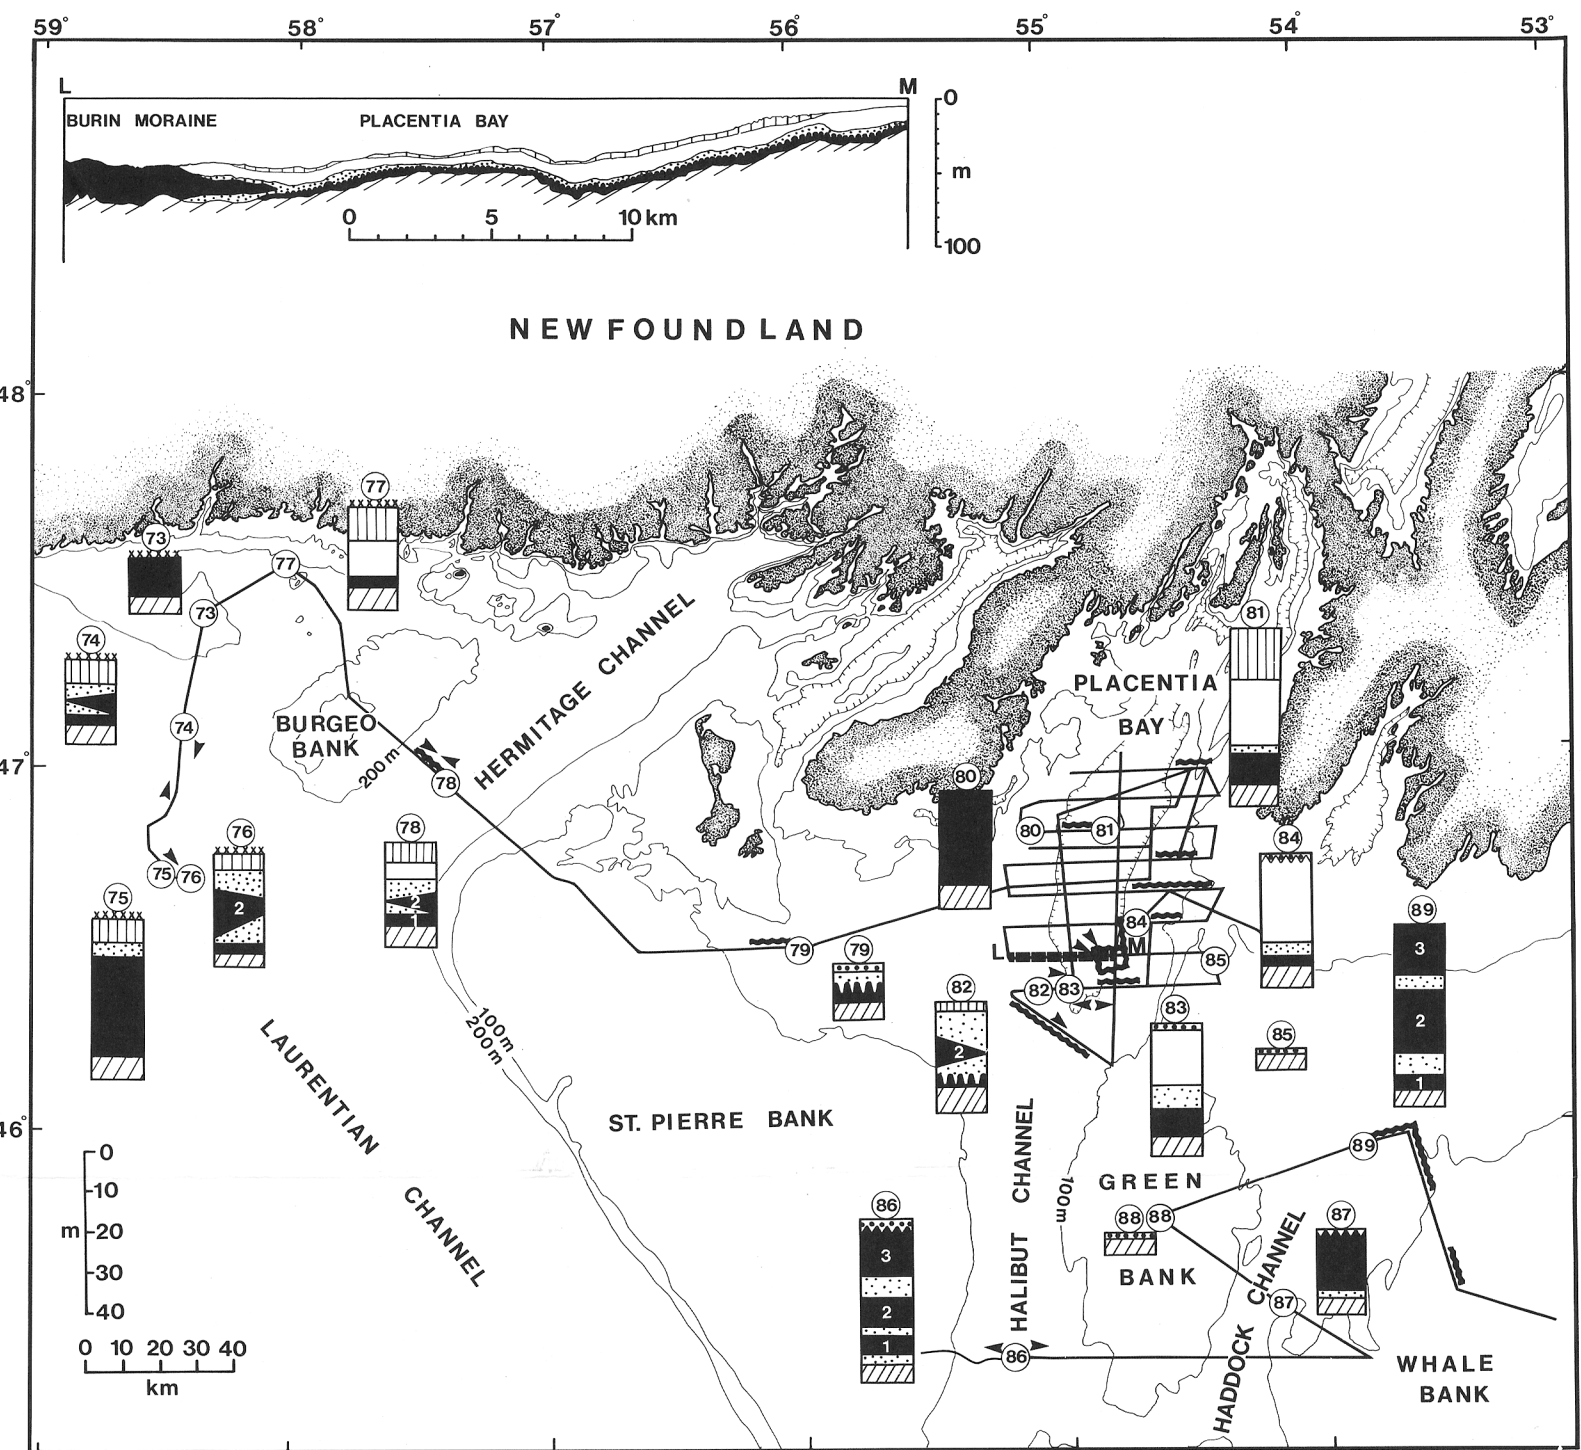 59° 58° 57° 56° 55° 54° 53°
L M
BURIN MORAINE PLACENTIA BAY
0
m
100
0 5 10 km
NEWFOUNDLAND
48°
77
73
77
73
81
74
HERMITAGE CHANNEL
PLACENTIA
BAY
74
BURGEO
BANK
200 m
47°
78
80
80 81
84
76
78
75 76
75
2
2
1
84
89
79
79
L M
85
3
82
82 83
83
2
2
85
1
100m
200m
LAURENTIAN
CHANNEL
ST. PIERRE BANK
HALIBUT CHANNEL
46°
89
0
10
m 20
30
40
GREEN
BANK
100m
86
88 88
87
3
2
1
HADDOCK CHANNEL
87
86
0 10 20 30 40
km
WHALE
BANK